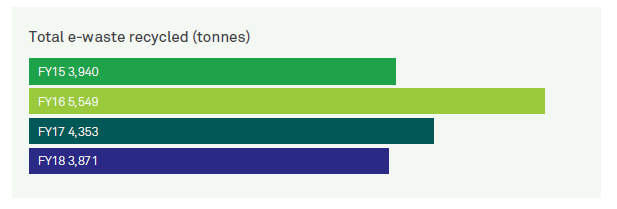 Total e-waste recycled (tonnes)
FY15 3,940
FY16 5,549
FY17 4,353
FY18 3,871